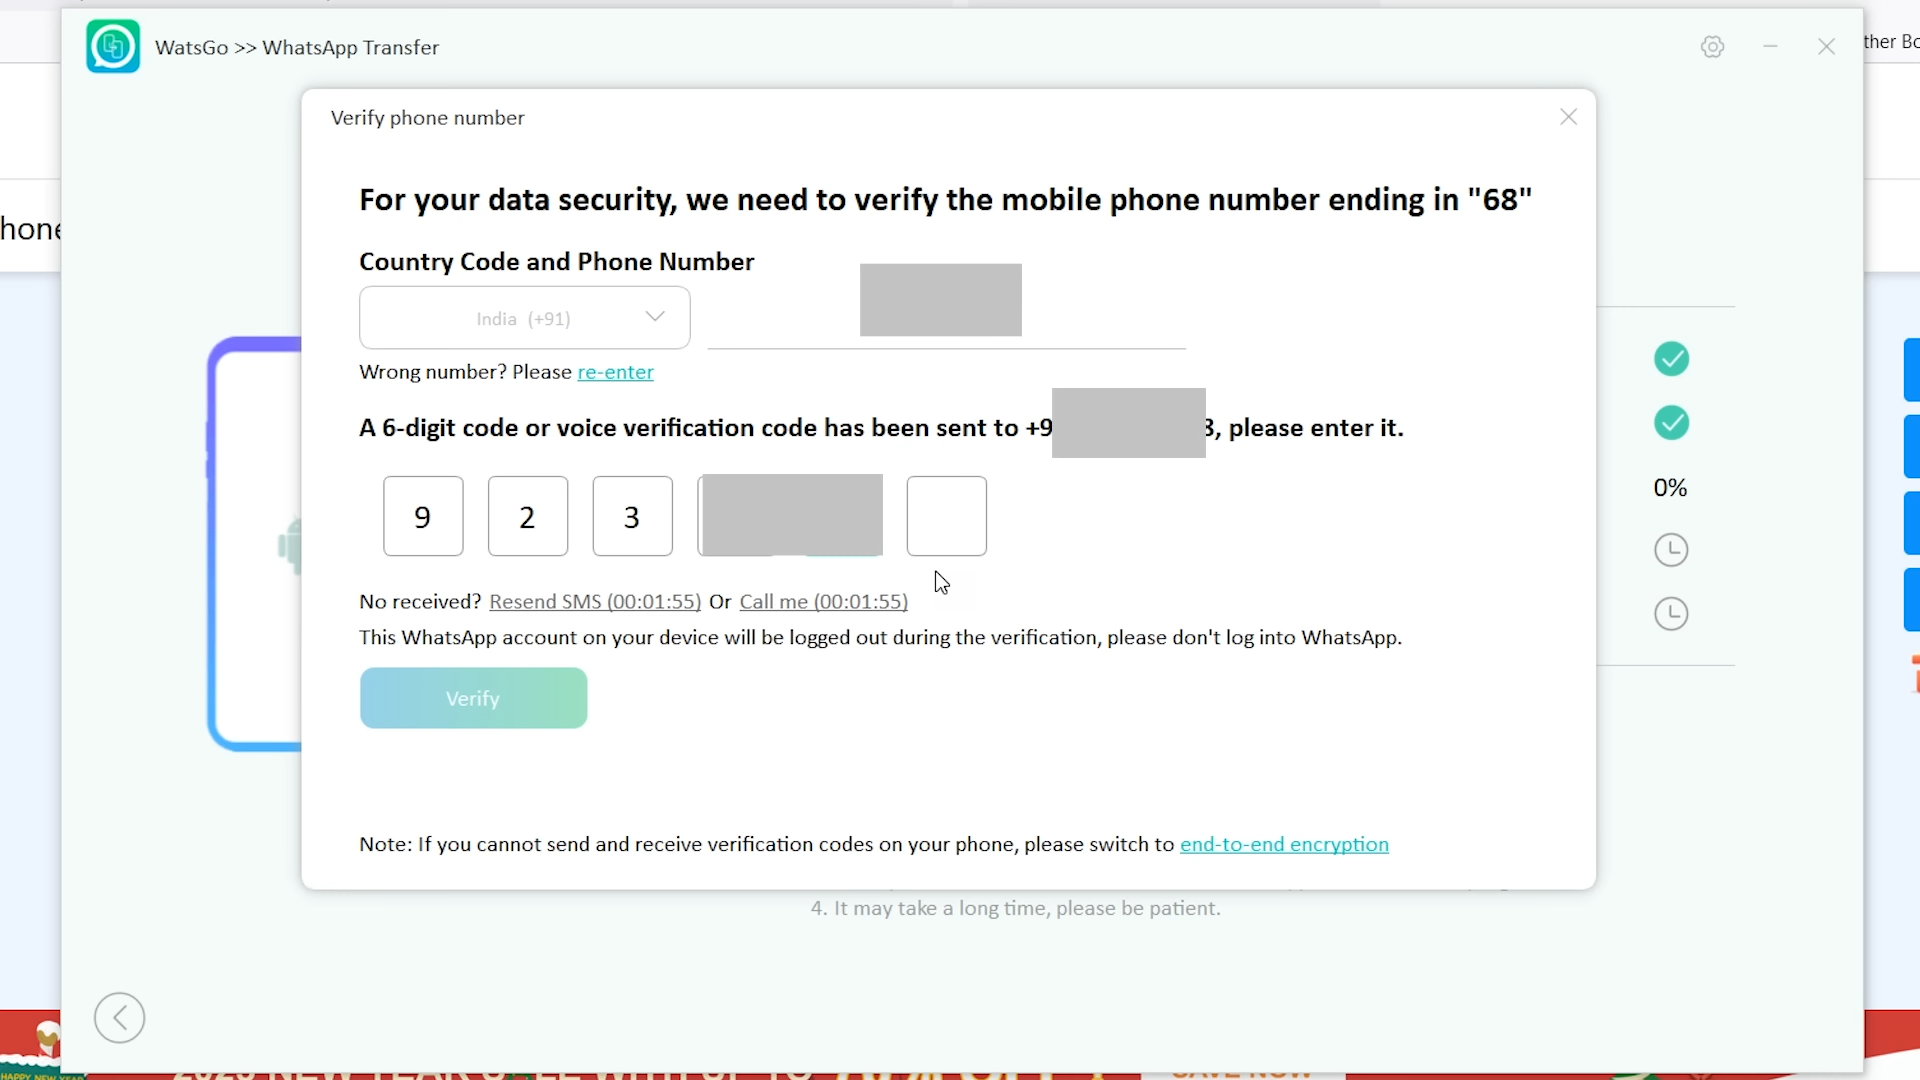 ther Bo
WatsGo >> WhatsApp Transfer
Verify phone number
For your data security, we need to verify the mobile phone number ending in "68"
hone
Country Code and Phone Number
India (+91)
Wrong number? Please re-enter
A 6-digit code or voice verification code has been sent to +9 3, please enter it.
0%
9 2 3
No received? Resend SMS (00:01:55) Or Call me (00:01:55)
This WhatsApp account on your device will be logged out during the verification, please don't log into WhatsApp.
Verify
Note: If you cannot send and receive verification codes on your phone, please switch to end-to-end encryption
4. It may take a long time, please be patient.
HAPPY NEW YEAR